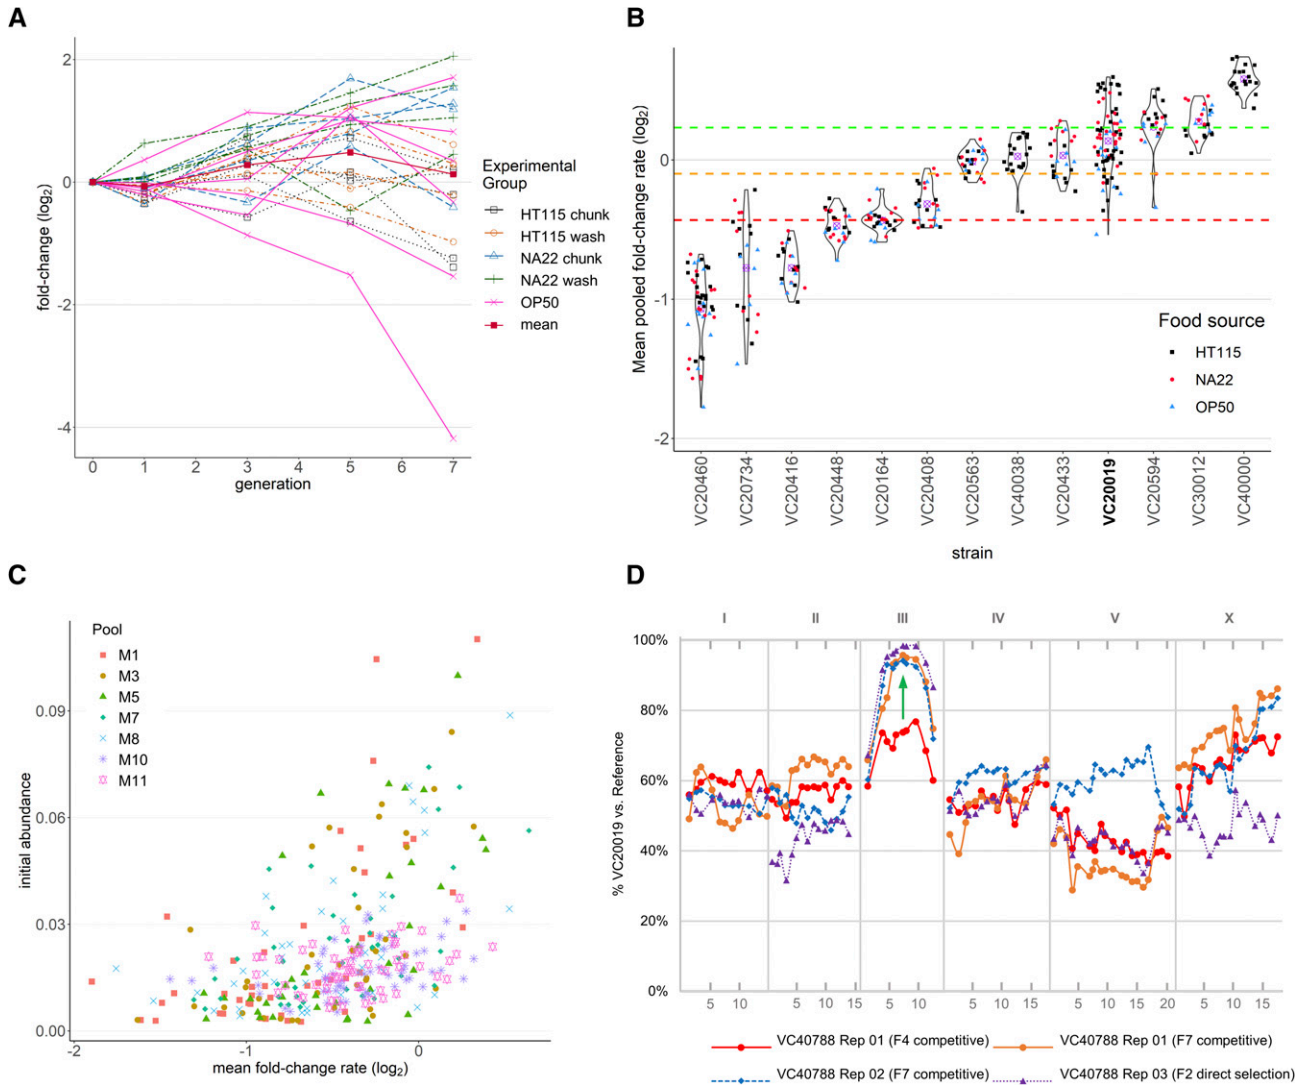 A
2
0
-2
-4
fold-change (log2)
0
1
2
3
4
5
6
7
generation
Experimental
Group
HT115 chunk
HT115 wash
NA22 chunk
NA22 wash
OP50
mean
B
Mean pooled fold-change rate (log2)
0
-1
-2
Food source
HT115
NA22
OP50
VC20460
VC20734
VC20416
VC20448
VC20164
VC20408
VC20563
VC40038
VC20433
VC20019
VC20594
VC30012
VC40000
strain
C
Pool
M1
M3
M5
M7
M8
M10
M11
initial abundance
0.09
0.06
0.03
0.00
-2
-1
0
mean fold-change rate (log2)
D
I
II
III
IV
V
X
% VC20019 vs. Reference
100%
80%
60%
40%
20%
0%
5 10
5 10 15
5 10
5 10 15
5 10 15 20
5 10 15
VC40788 Rep 01 (F4 competitive)
VC40788 Rep 01 (F7 competitive)
VC40788 Rep 02 (F7 competitive)
VC40788 Rep 03 (F2 direct selection)